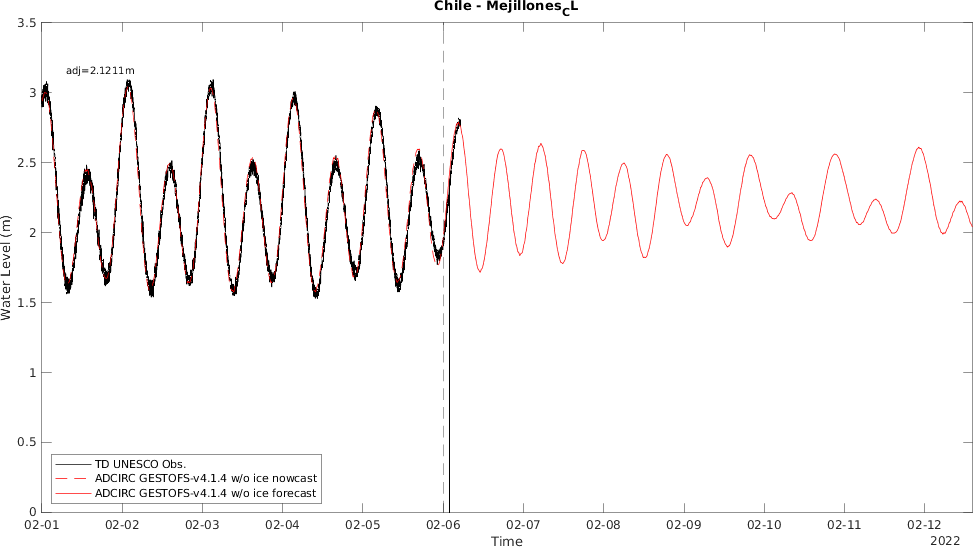 Chile - Mejillones_CL
adj=2.1211m
3.5
3
2.5
2
1.5
1
0.5
0
Water Level (m)
TD UNESCO Obs.
ADCIRC GESTOFS-v4.1.4 w/o ice nowcast
ADCIRC GESTOFS-v4.1.4 w/o ice forecast
02-01 02-02 02-03 02-04 02-05 02-06 02-07 02-08 02-09 02-10 02-11 02-12
Time
2022